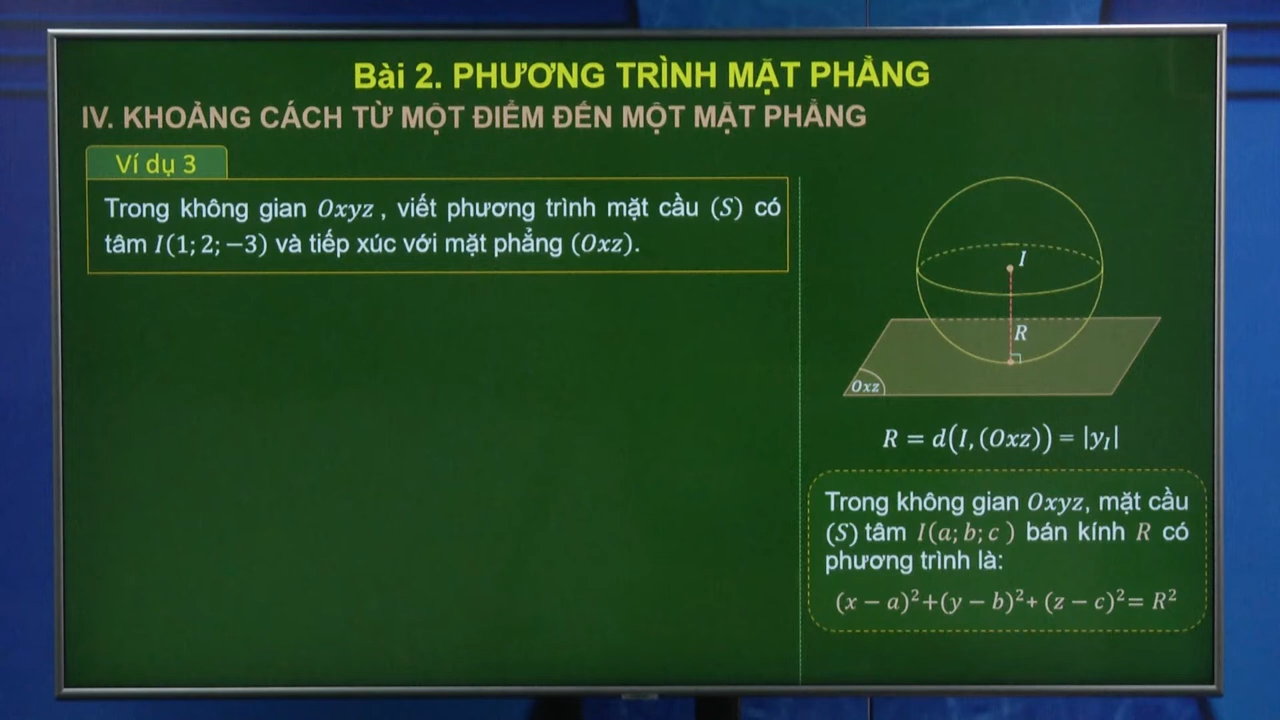 Bài 2. PHƯƠNG TRÌNH MẶT PHẲNG
IV. KHOẢNG CÁCH TỪ MỘT ĐIỂM ĐẾN MỘT MẶT PHẲNG
Ví dụ 3
Trong không gian Oxyz, viết phương trình mặt cầu (S) có
tâm I(1; 2; −3) và tiếp xúc với mặt phẳng (Oxz).
I
R
Oxz
R = d(I, (Oxz)) = |y_I|
Trong không gian Oxyz, mặt cầu
(S) tâm I(a; b; c) bán kính R có
phương trình là:
(x − a)² + (y − b)² + (z − c)² = R²